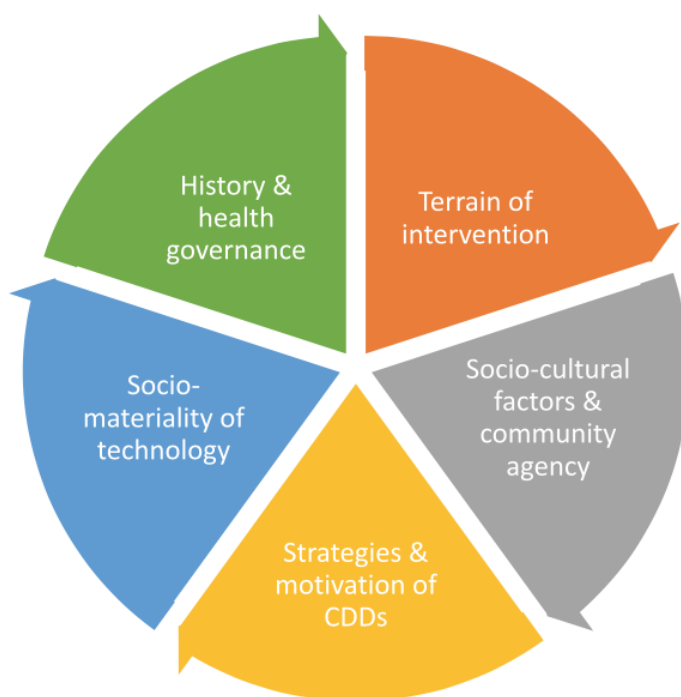 History &
health
governance
Terrain of
intervention
Socio-cultural
factors &
community
agency
Strategies &
motivation of
CDDs
Socio-
materiality of
technology